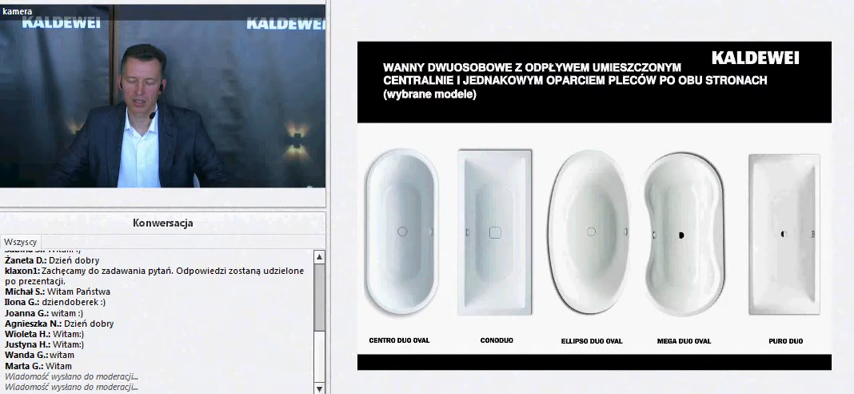 kamera
KALDEWEI
KALDEWEI
Konwersacja
Wszyscy
Żaneta D.: Dzień dobry
klaxon1: Zachęcamy do zadawania pytań. Odpowiedzi zostaną udzielone
po prezentacji.
Michał S.: Witam Państwa
Ilona G.: dziendoberek :)
Joanna G.: witam :)
Agnieszka N.: Dzień dobry
Wioleta H.: Witam:)
Justyna H.: Witam:)
Wanda G.: witam
Marta G.: Witam
Wiadomość wysłano do moderacji...
Wiadomość wysłano do moderacji...
KALDEWEI
WANNY DWUOSOBOWE Z ODPŁYWEM UMIESZCZONYM
CENTRALNIE I JEDNAKOWYM OPARCIEM PLECÓW PO OBU STRONACH
(wybrane modele)
CENTRO DUO OVAL
CONODUO
ELLIPSO DUO OVAL
MEGA DUO OVAL
PURO DUO